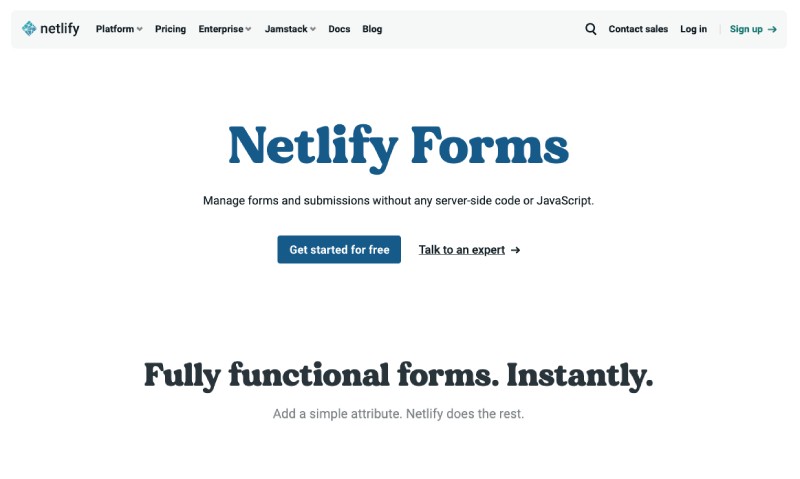 netlify Platform Pricing Enterprise Jamstack Docs Blog Contact sales Log in Sign up →
Netlify Forms
Manage forms and submissions without any server-side code or JavaScript.
Get started for free Talk to an expert →
Fully functional forms. Instantly.
Add a simple attribute. Netlify does the rest.